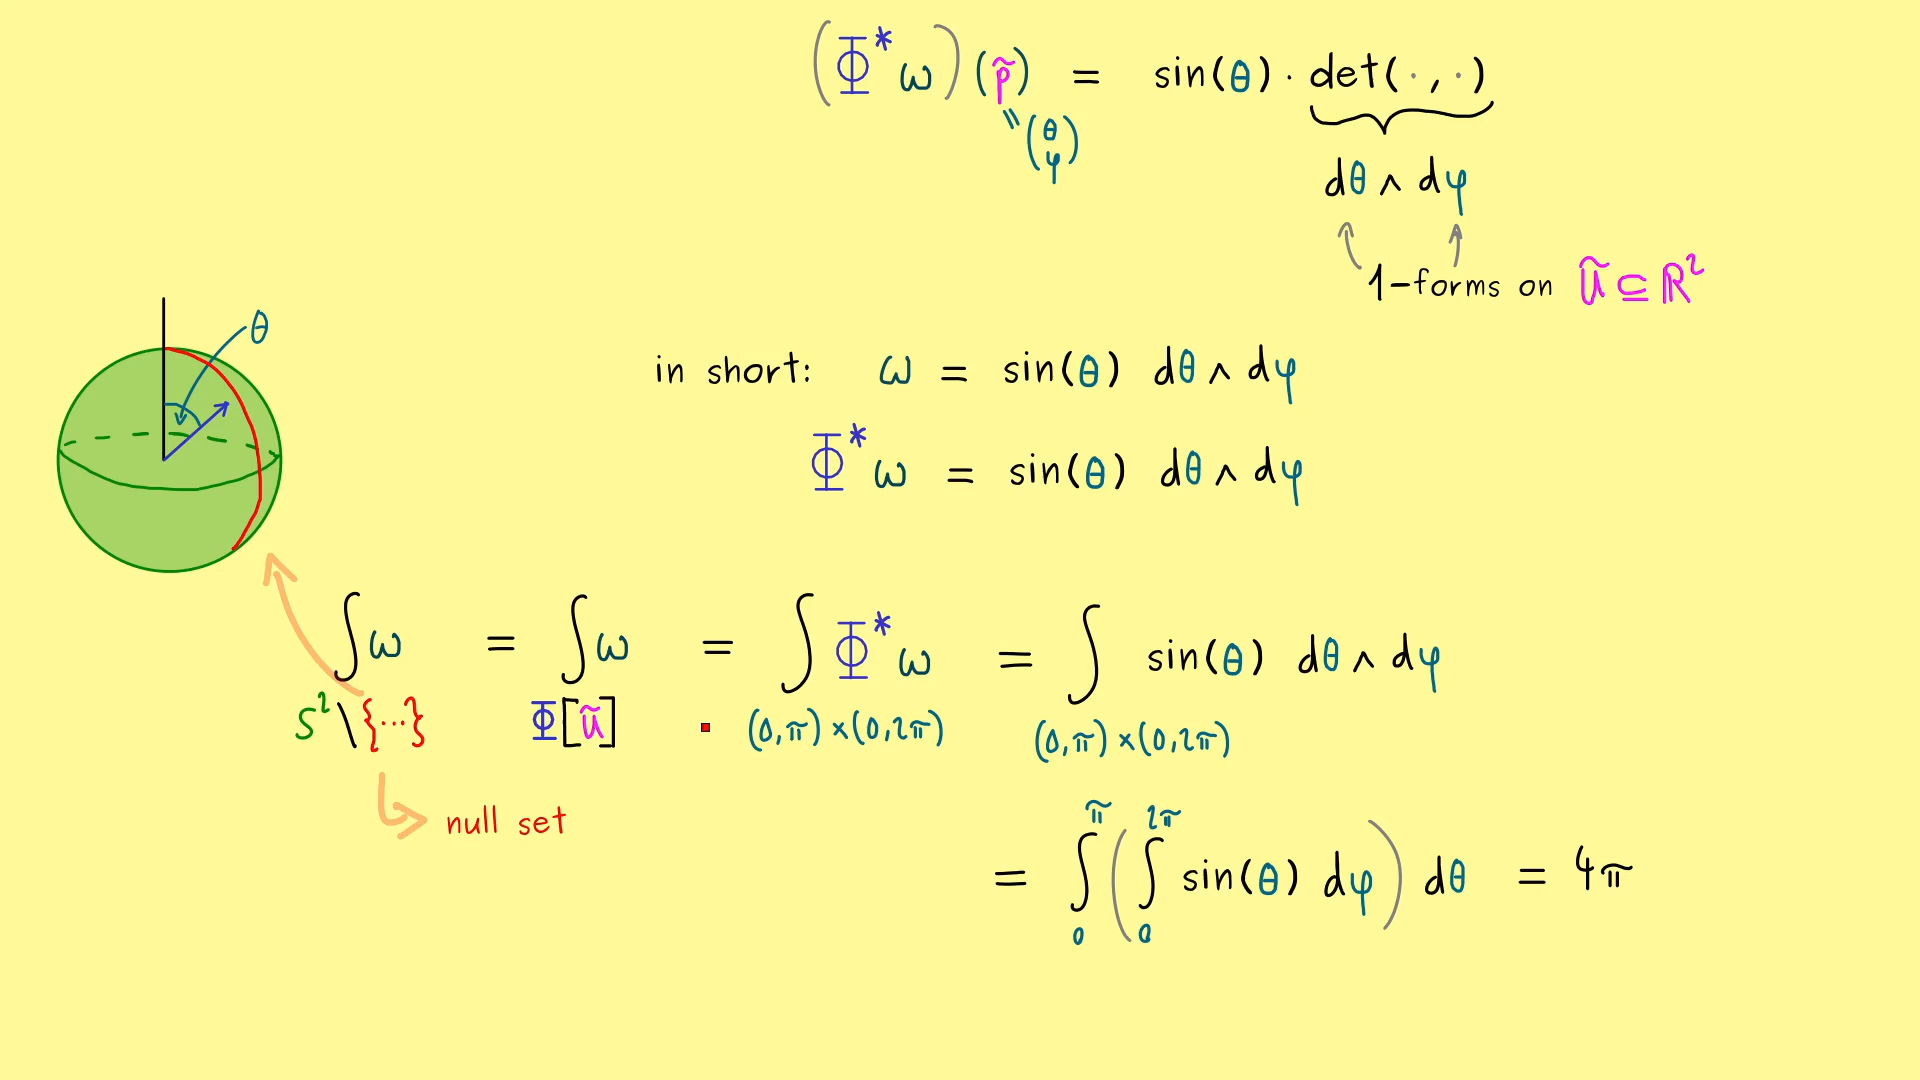 (Φ*ω)(p̃) = sin(θ) · det(· , ·)
= (θ φ)
dθ ∧ dφ
1-forms on Ũ ⊆ ℝ²
θ
in short: ω = sin(θ) dθ ∧ dφ
Φ*ω = sin(θ) dθ ∧ dφ
∫ω = ∫ω = ∫Φ*ω = ∫ sin(θ) dθ ∧ dφ
S²\{...} Φ[Ũ] (0,π)×(0,2π) (0,π)×(0,2π)
null set
= ∫₀^π (∫₀^2π sin(θ) dφ) dθ = 4π